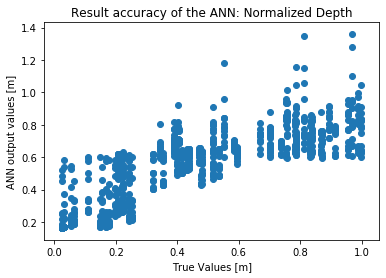 Result accuracy of the ANN: Normalized Depth
ANN output values [m]
1.4
1.2
1.0
0.8
0.6
0.4
0.2
0.0 0.2 0.4 0.6 0.8 1.0
True Values [m]